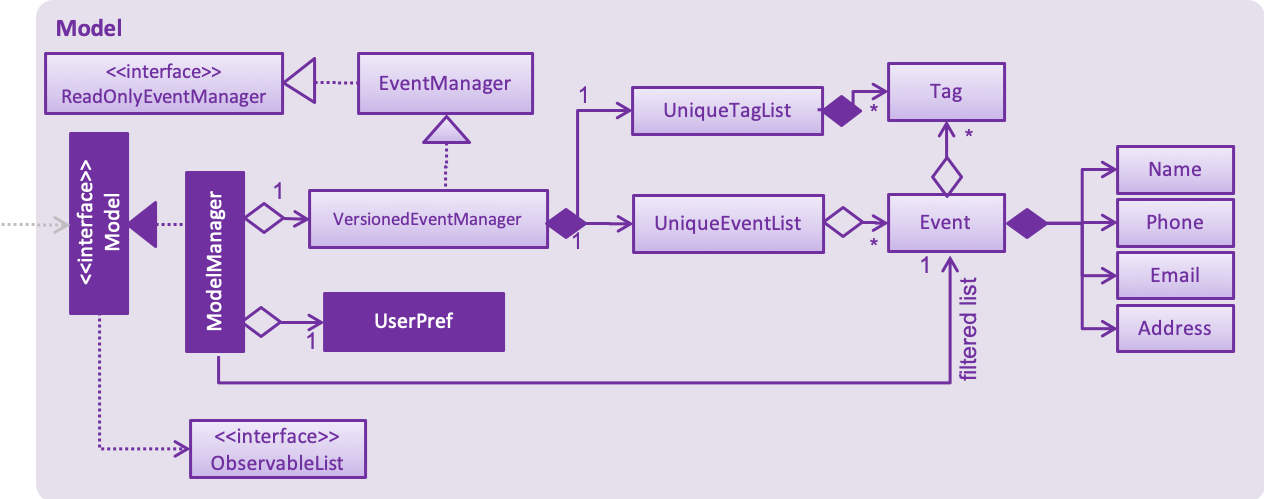 Model
<<interface>>
ReadOnlyEventManager
EventManager
<<interface>>
Model
ModelManager
1
VersionedEventManager
1
UserPref
1
1
UniqueTagList
*
Tag
*
UniqueEventList
*
Event
1
filtered list
Name
Phone
Email
Address
<<interface>>
ObservableList